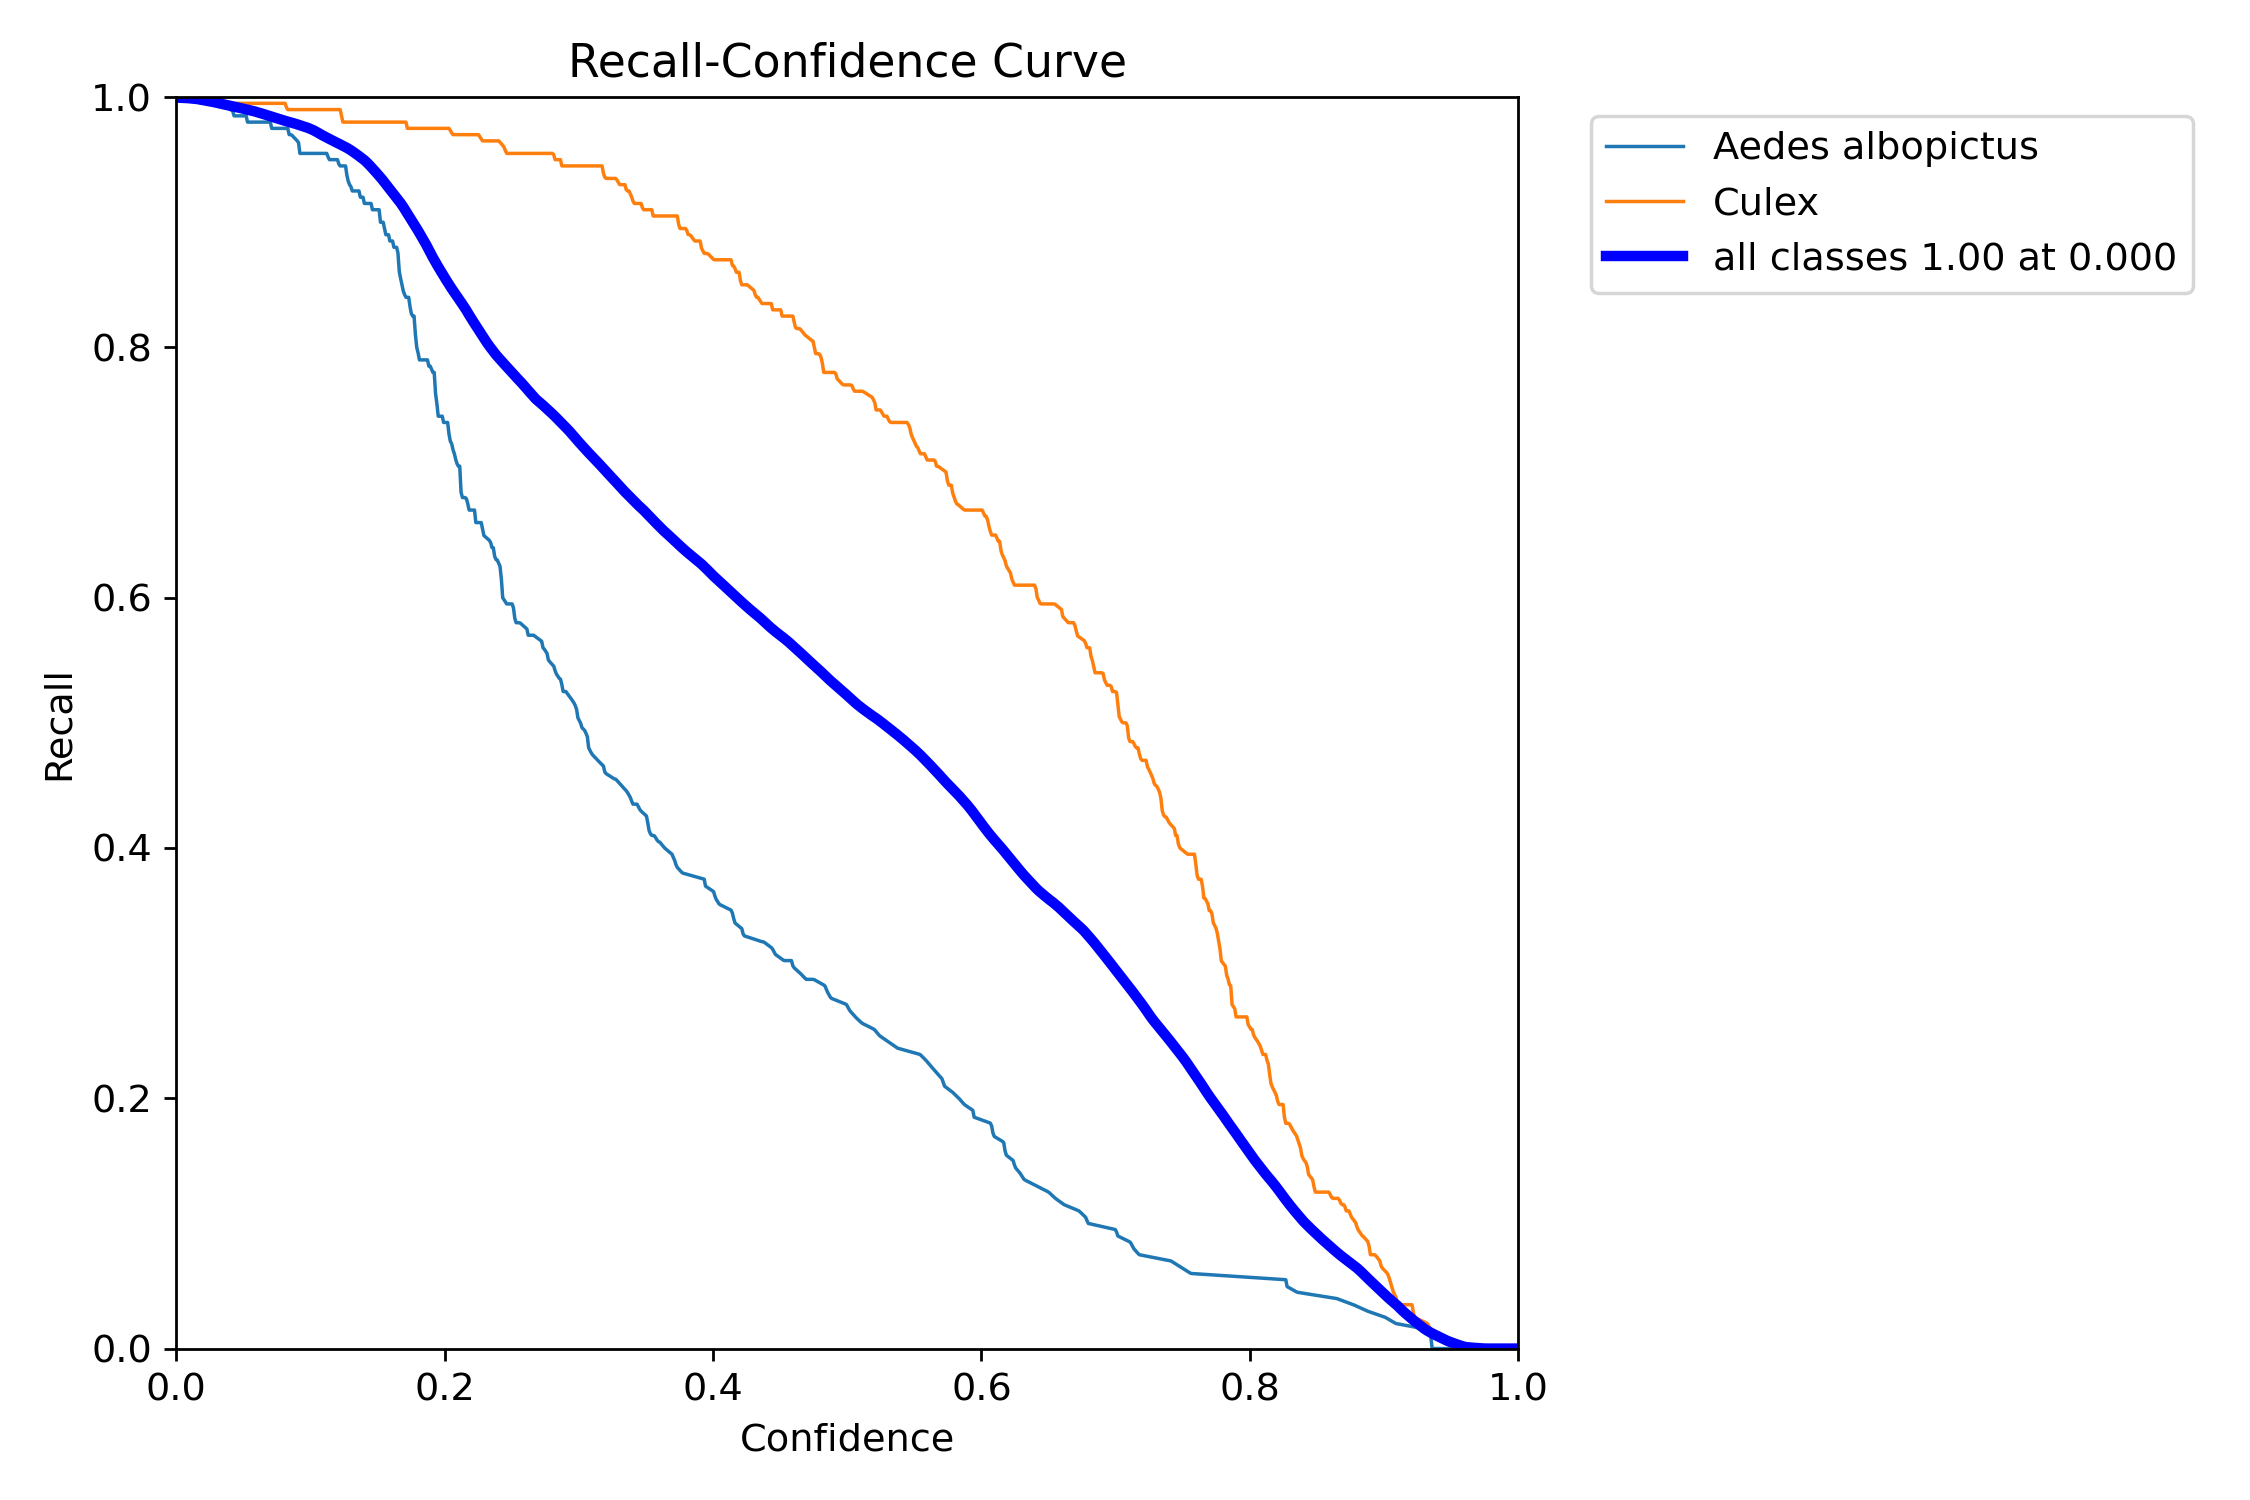 Recall-Confidence Curve
Aedes albopictus
Culex
all classes 1.00 at 0.000
Recall
1.0
0.8
0.6
0.4
0.2
0.0
0.0 0.2 0.4 0.6 0.8 1.0
Confidence